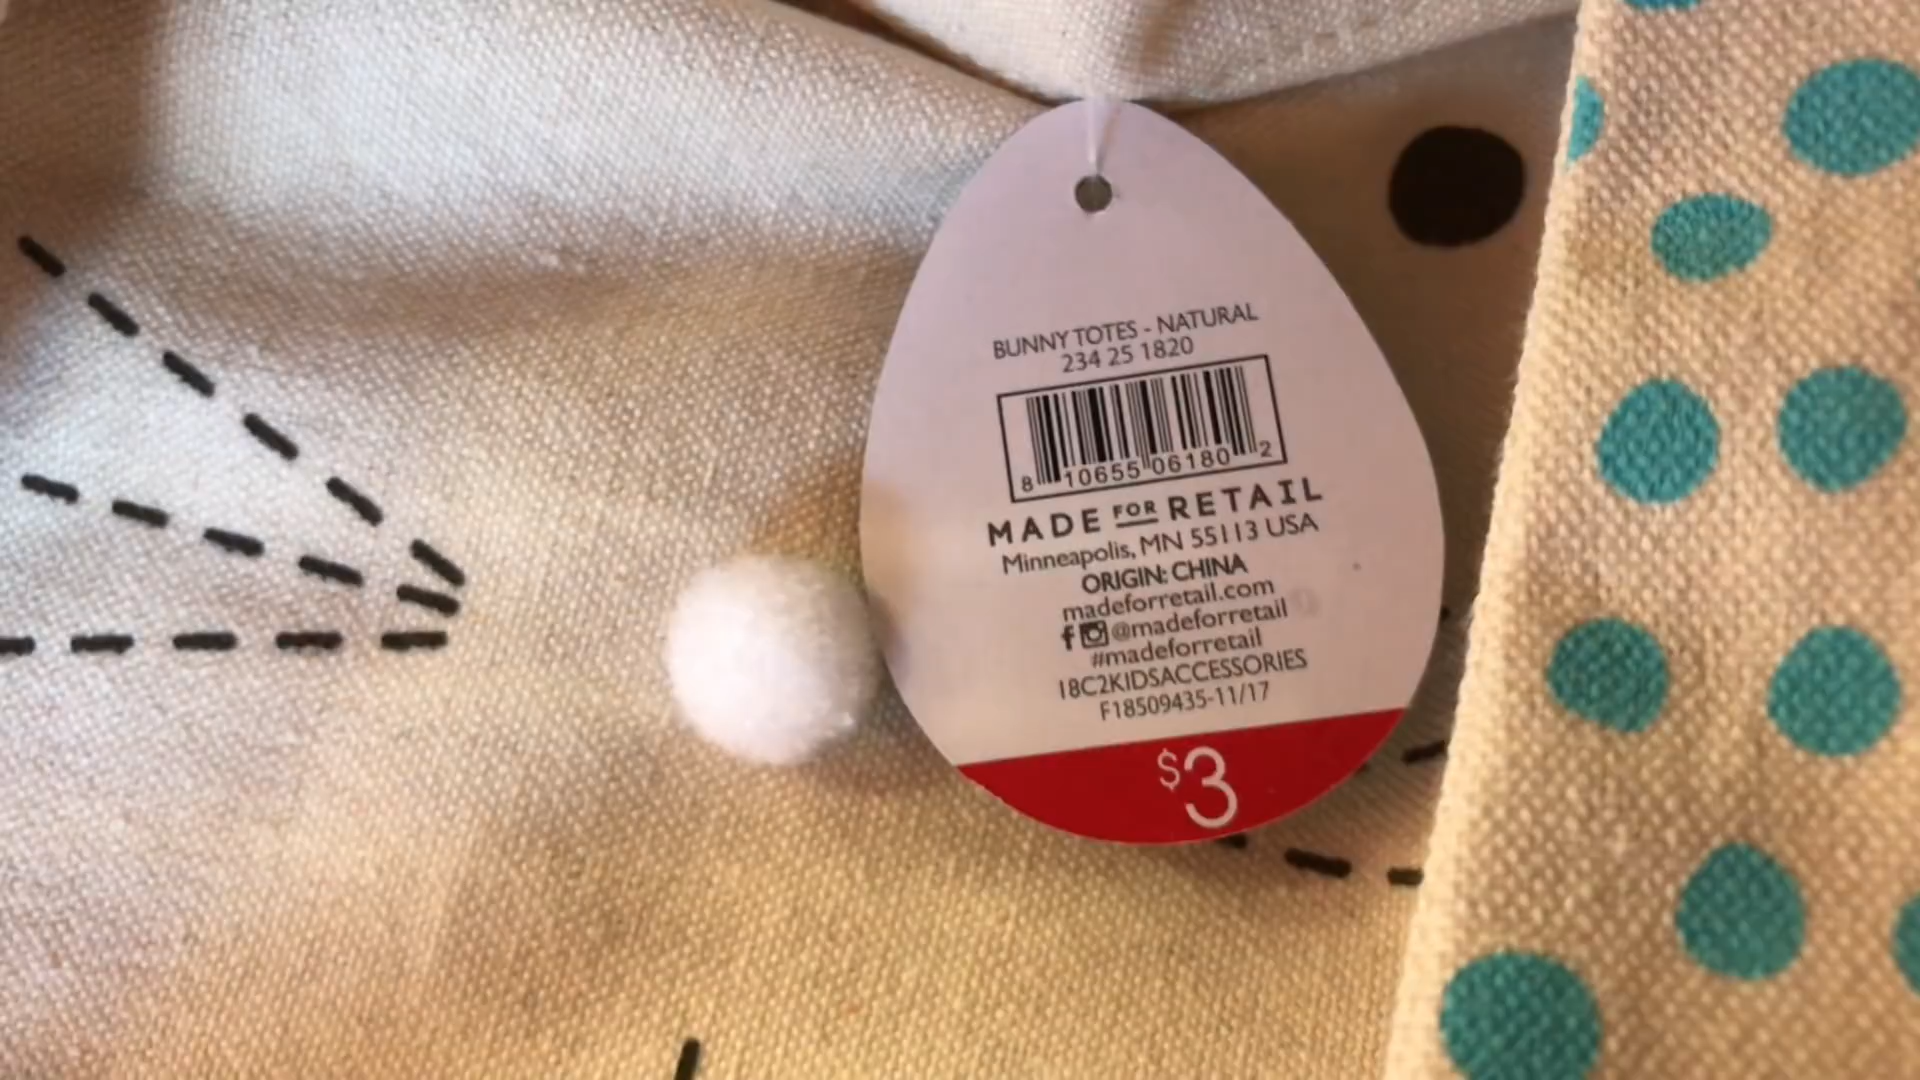 BUNNY TOTES - NATURAL
234 25 1820
8 10655 06180 2
MADE FOR RETAIL
Minneapolis, MN 55113 USA
ORIGIN: CHINA
madeforretail.com
@madeforretail
#madeforretail
18C2KIDSACCESSORIES
F18509435-11/17
$3